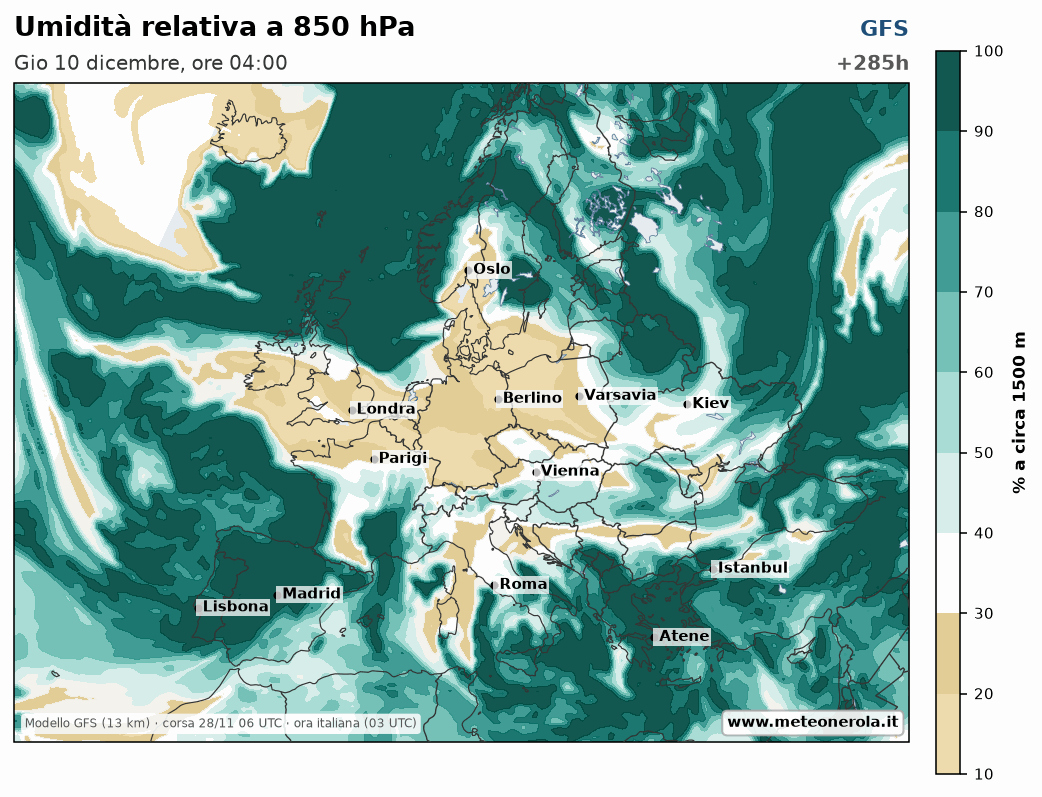 Umidità relativa a 850 hPa
GFS
Gio 10 dicembre, ore 04:00
+285h
100
90
80
70
60
50
40
30
20
10
% a circa 1500 m
Oslo
Berlino
Varsavia
Kiev
Londra
Parigi
Vienna
Istanbul
Roma
Madrid
Lisbona
Atene
Modello GFS (13 km) · corsa 28/11 06 UTC · ora italiana (03 UTC)
www.meteonerola.it